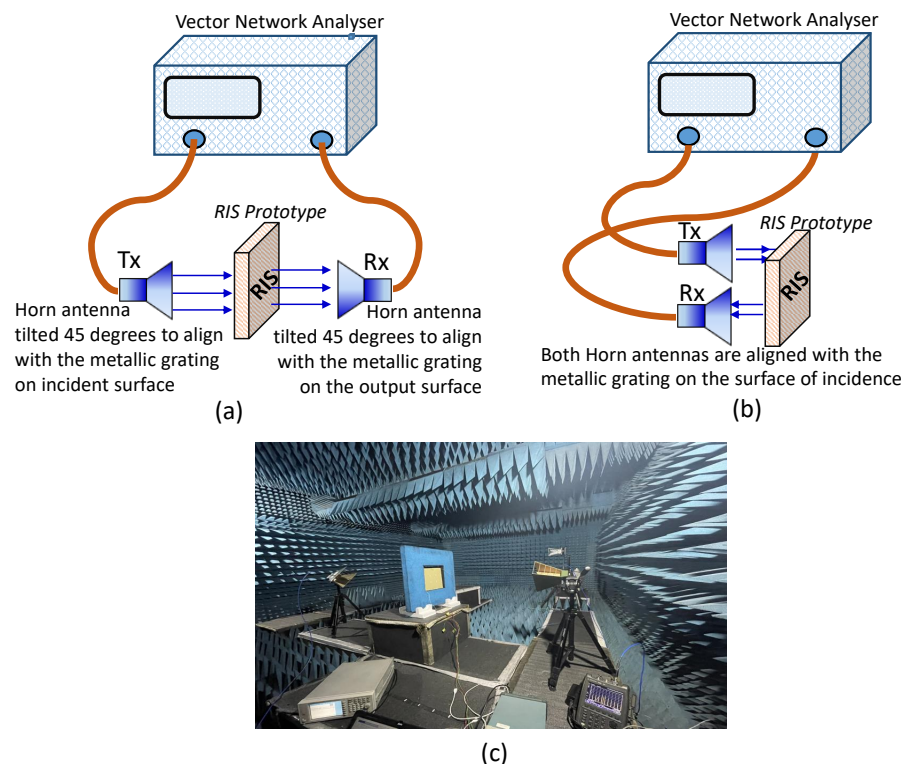 Vector Network Analyser
RIS Prototype
Tx
RIS
Rx
Horn antenna
tilted 45 degrees to align
with the metallic grating
on incident surface
Horn antenna
tilted 45 degrees to align
with the metallic grating
on the output surface
(a)
Vector Network Analyser
RIS Prototype
Tx
Rx
RIS
Both Horn antennas are aligned with the
metallic grating on the surface of incidence
(b)
(c)